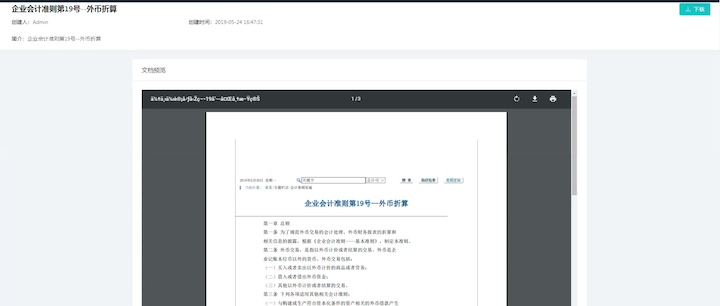 企业会计准则第19号--外币折算
下载
创建人: Admin
创建时间: 2019-05-24 16:47:31
简介: 企业会计准则第19号--外币折算
文档预览
1 / 3
企业会计准则第19号--外币折算
第一章 总则
第一条 为了规范外币交易的会计处理、外币财务报表的折算和
相关信息的披露，根据《企业会计准则——基本准则》，制定本准则。
第二条 外币交易，是指以外币计价或者结算的交易。外币是企
业记账本位币以外的货币。外币交易包括：
（一）买入或者卖出以外币计价的商品或者劳务；
（二）借入或者借出外币资金；
（三）其他以外币计价或者结算的交易。
第三条 下列各项适用其他相关会计准则：
（一）与购建或生产符合资本化条件的资产相关的外币借款产生